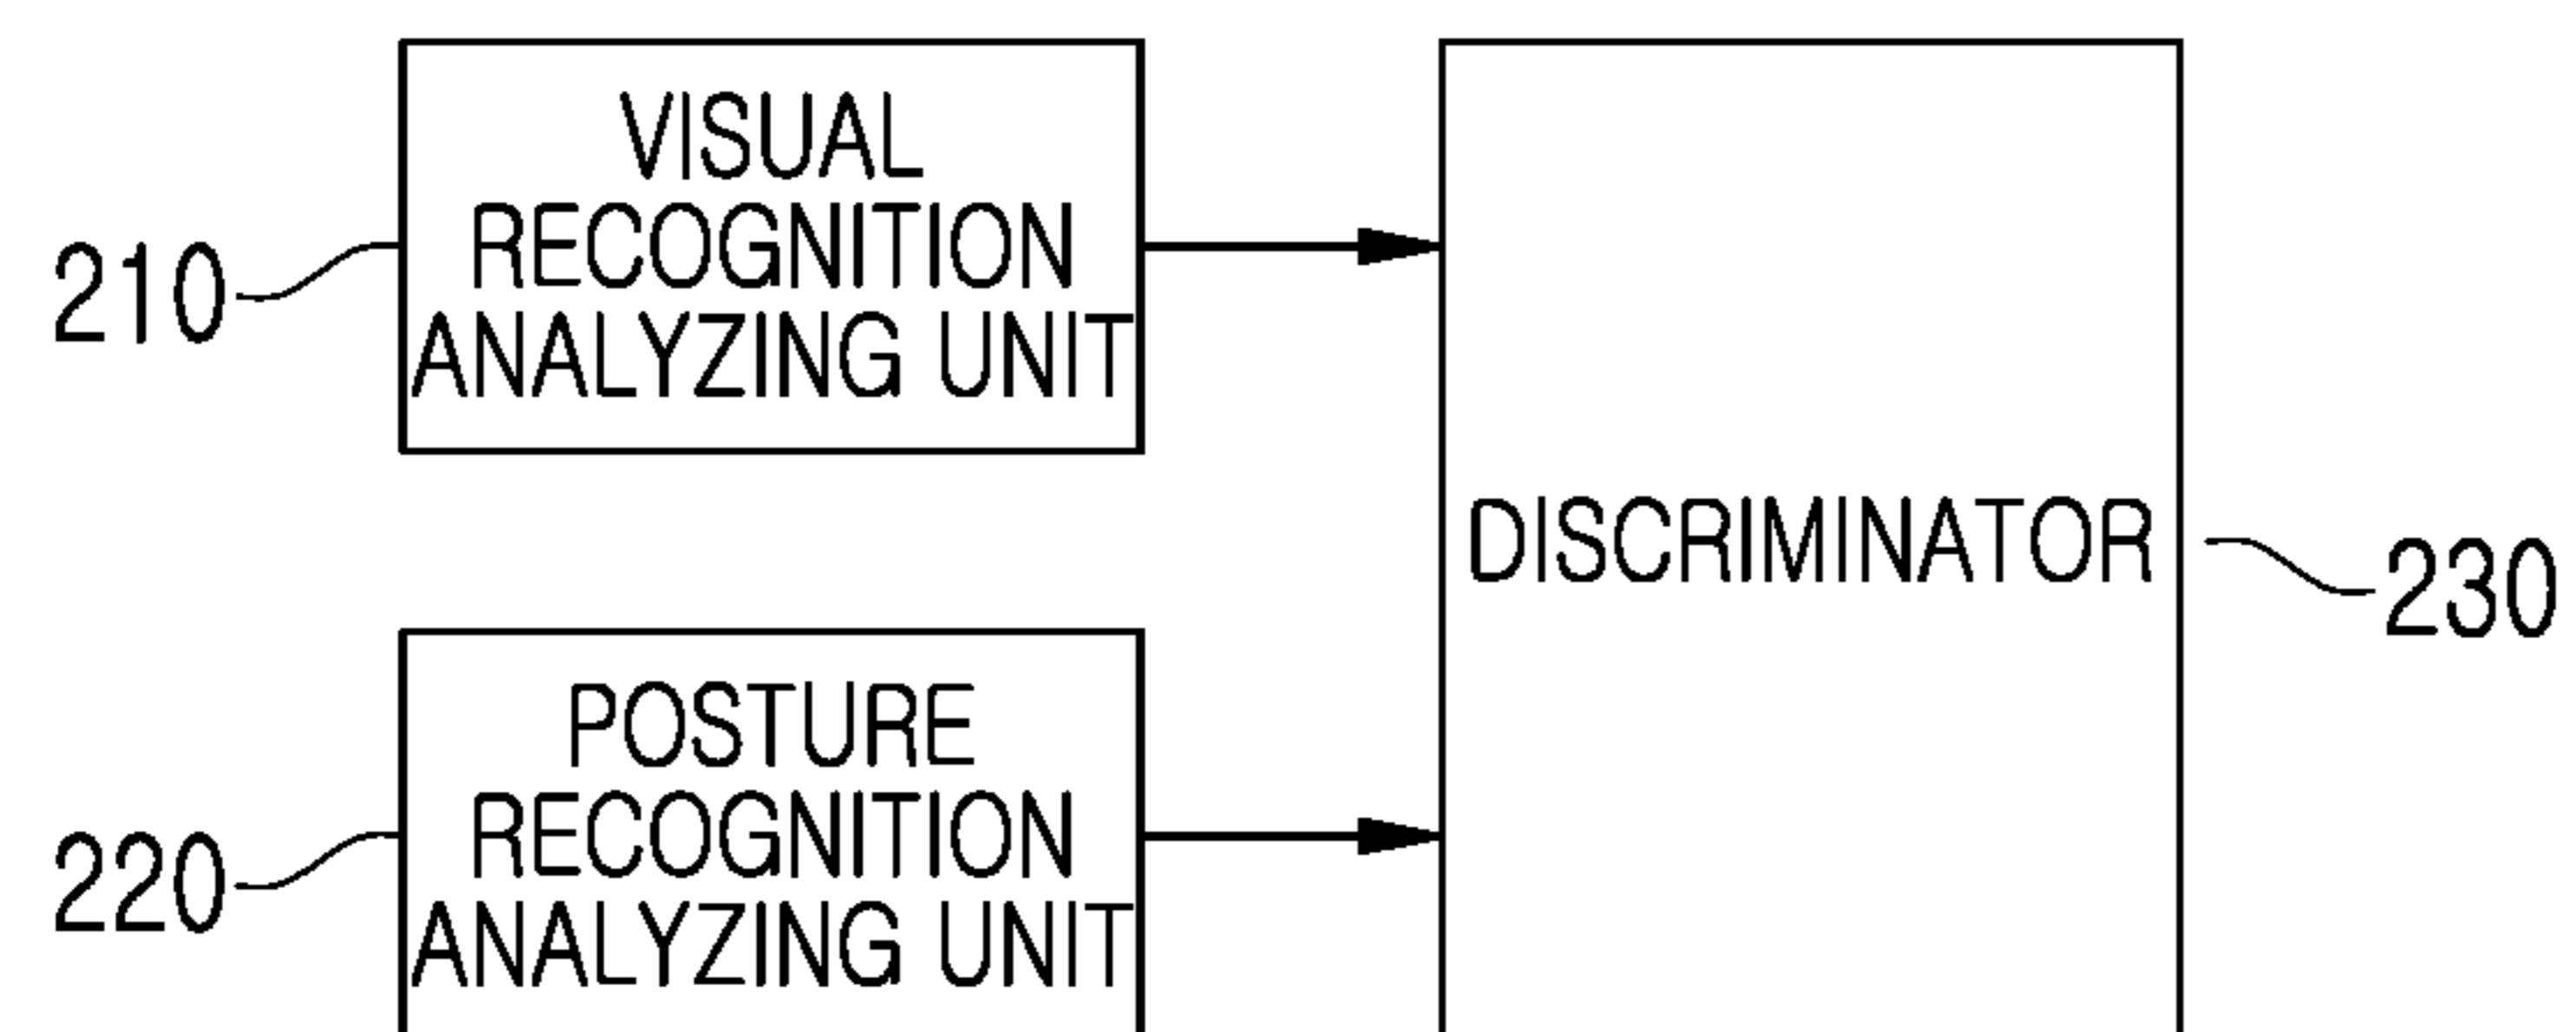 VISUAL
RECOGNITION
ANALYZING UNIT
210
DISCRIMINATOR
230
POSTURE
RECOGNITION
ANALYZING UNIT
220